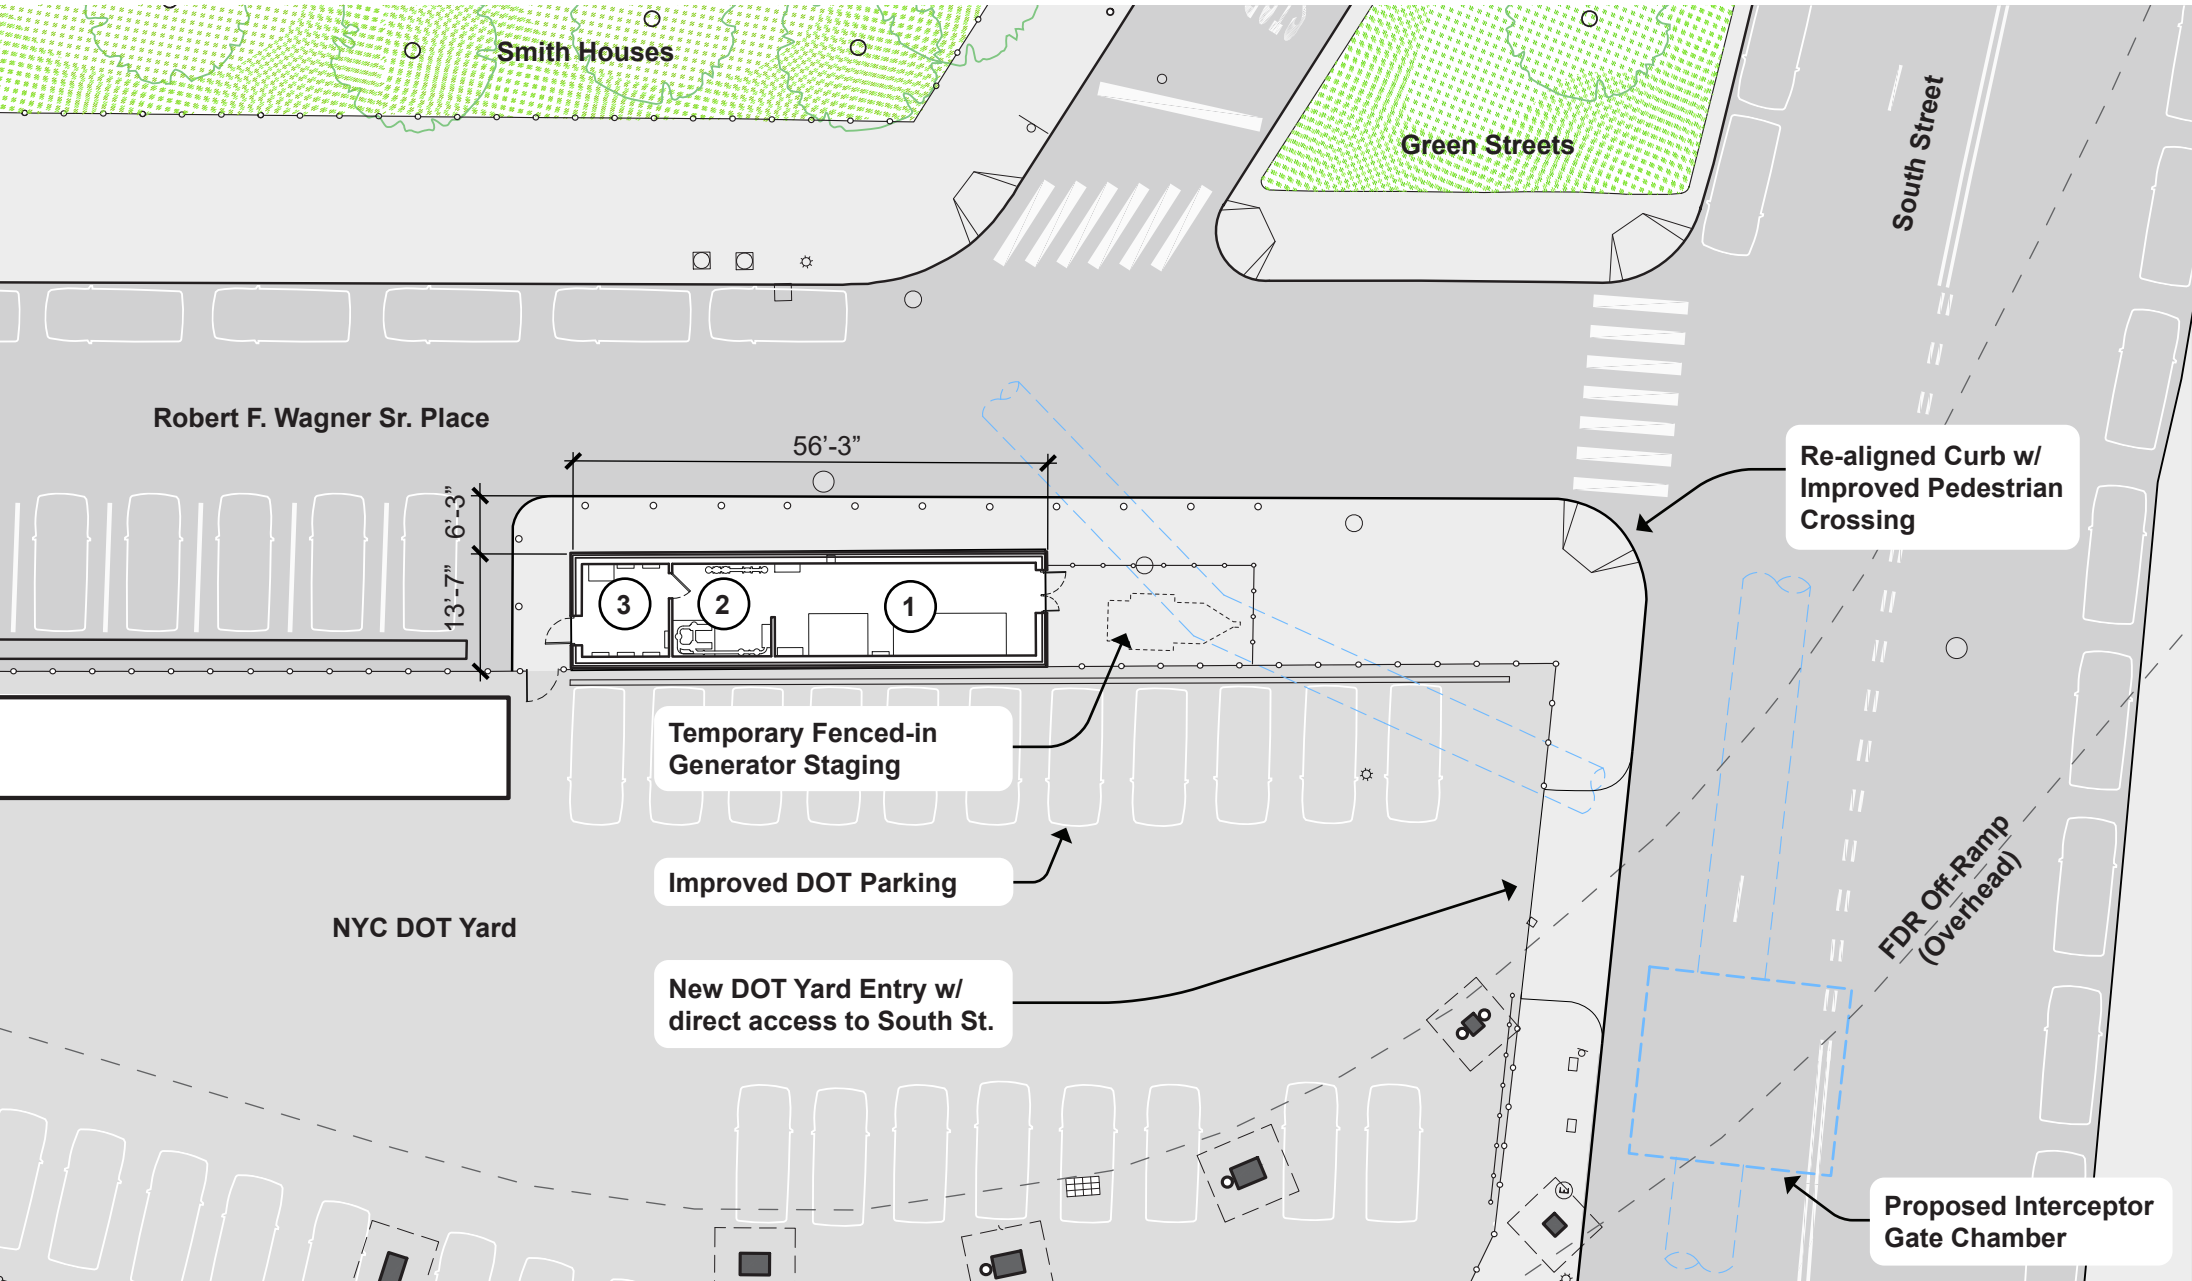 Smith Houses
Green Streets
South Street
Robert F. Wagner Sr. Place
56’-3”
6’-3”
13’-7”
Re-aligned Curb w/
Improved Pedestrian
Crossing
3
2
1
Temporary Fenced-in
Generator Staging
Improved DOT Parking
NYC DOT Yard
New DOT Yard Entry w/
direct access to South St.
FDR Off-Ramp
(Overhead)
E
Proposed Interceptor
Gate Chamber